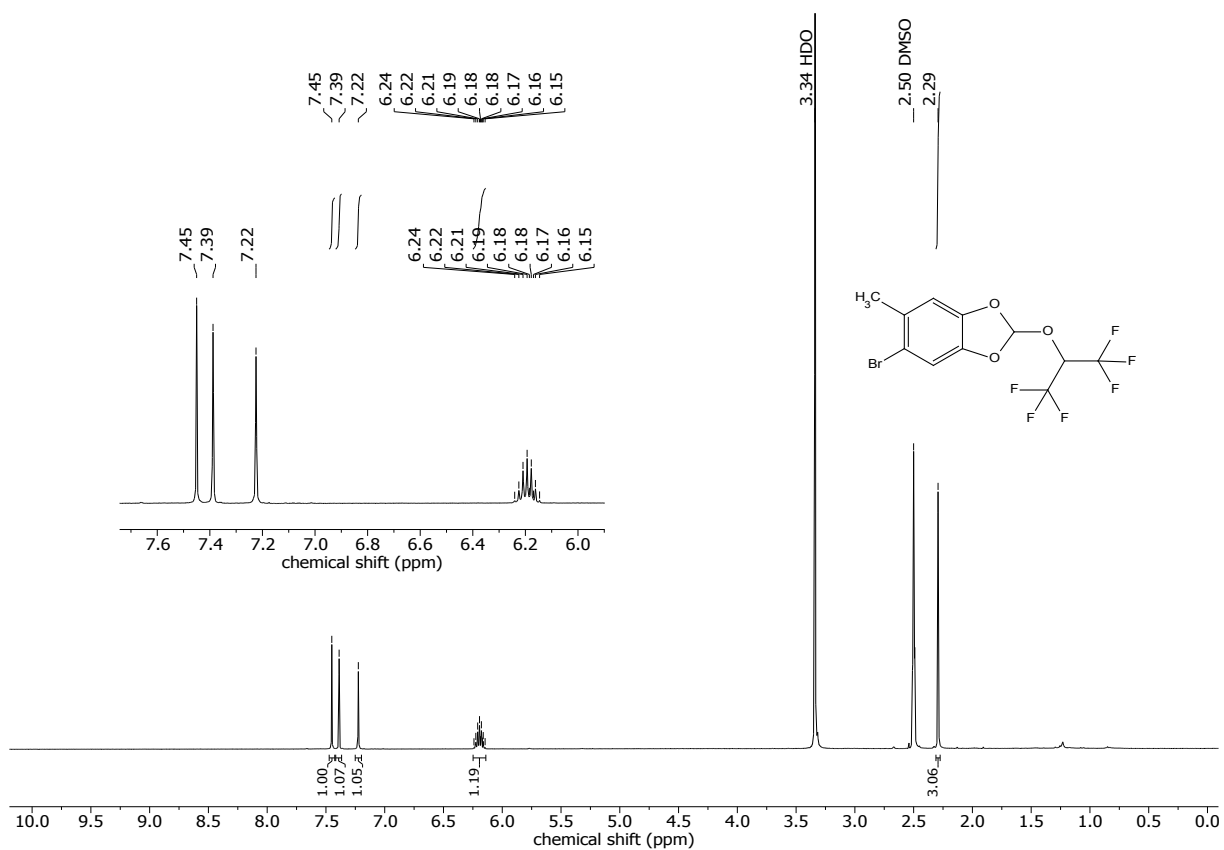 3.34 HDO
2.50 DMSO
2.29
7.45
7.39
7.22
6.24
6.22
6.21
6.19
6.18
6.18
6.17
6.16
6.15
7.45
7.39
7.22
6.24
6.22
6.21
6.19
6.18
6.18
6.17
6.16
6.15
H3C
Br
O
O
O
F
F
F
F
F
F
7.6 7.4 7.2 7.0 6.8 6.6 6.4 6.2 6.0
chemical shift (ppm)
1.00
1.07
1.05
1.19
3.06
10.0 9.5 9.0 8.5 8.0 7.5 7.0 6.5 6.0 5.5 5.0 4.5 4.0 3.5 3.0 2.5 2.0 1.5 1.0 0.5 0.0
chemical shift (ppm)